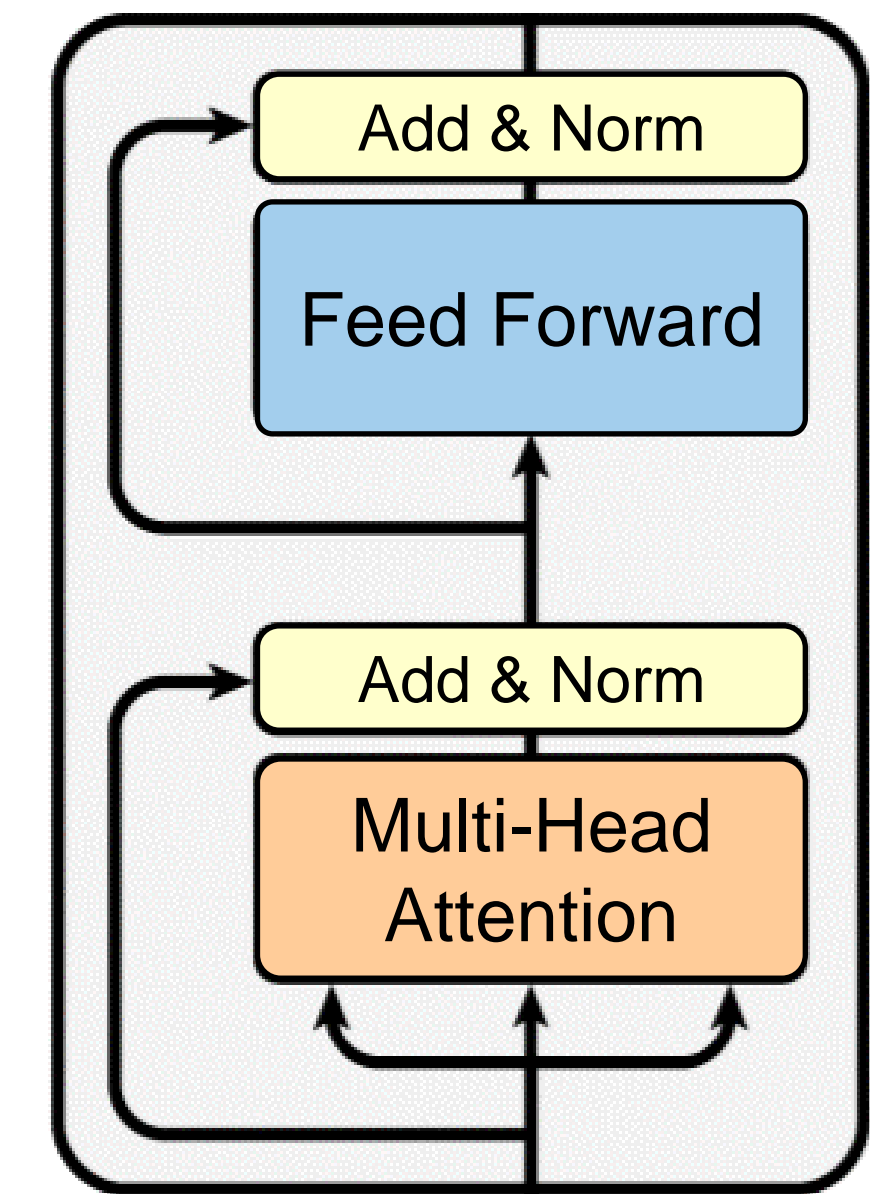 Add & Norm
Feed Forward
Add & Norm
Multi-Head
Attention